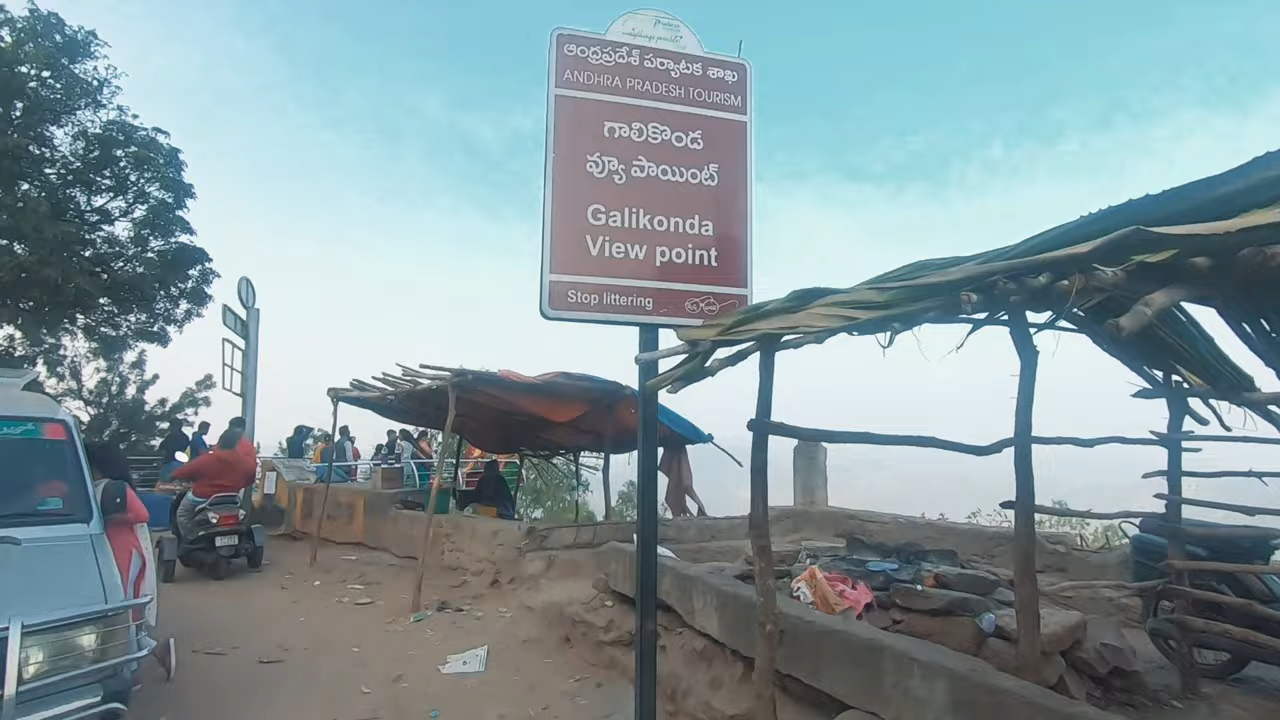 ఆంధ్రప్రదేశ్ పర్యాటక శాఖ
ANDHRA PRADESH TOURISM
గాలికొండ
వ్యూ పాయింట్
Galikonda
View point
Stop littering